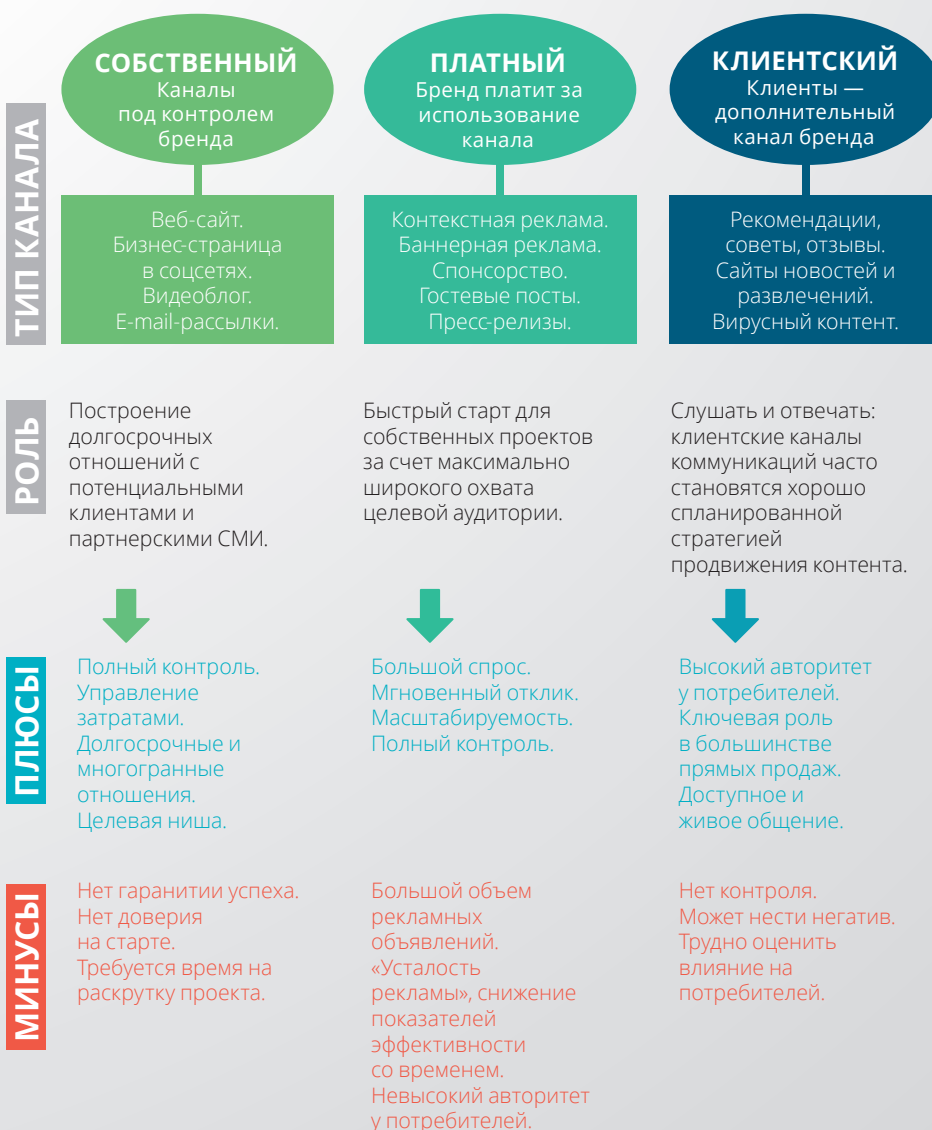 СОБСТВЕННЫЙ
Каналы
под контролем
бренда
ПЛАТНЫЙ
Бренд платит за
использование
канала
КЛИЕНТСКИЙ
Клиенты —
дополнительный
канал бренда
ТИП КАНАЛА
Веб-сайт.
Бизнес-страница
в соцсетях.
Видеоблог.
E-mail-рассылки.
Контекстная реклама.
Баннерная реклама.
Спонсорство.
Гостевые посты.
Пресс-релизы.
Рекомендации,
советы, отзывы.
Сайты новостей и
развлечений.
Вирусный контент.
РОЛЬ
Построение
долгосрочных
отношений с
потенциальными
клиентами и
партнерскими СМИ.
Быстрый старт для
собственных проектов
за счет максимально
широкого охвата
целевой аудитории.
Слушать и отвечать:
клиентские каналы
коммуникаций часто
становятся хорошо
спланированной
стратегией
продвижения контента.
ПЛЮСЫ
Полный контроль.
Управление
затратами.
Долгосрочные и
многогранные
отношения.
Целевая ниша.
Большой спрос.
Мгновенный отклик.
Масштабируемость.
Полный контроль.
Высокий авторитет
у потребителей.
Ключевая роль
в большинстве
прямых продаж.
Доступное и
живое общение.
МИНУСЫ
Нет гаранитии успеха.
Нет доверия
на старте.
Требуется время на
раскрутку проекта.
Большой объем
рекламных
объявлений.
«Усталость
рекламы», снижение
показателей
эффективности
со временем.
Невысокий авторитет
у потребителей.
Нет контроля.
Может нести негатив.
Трудно оценить
влияние на
потребителей.